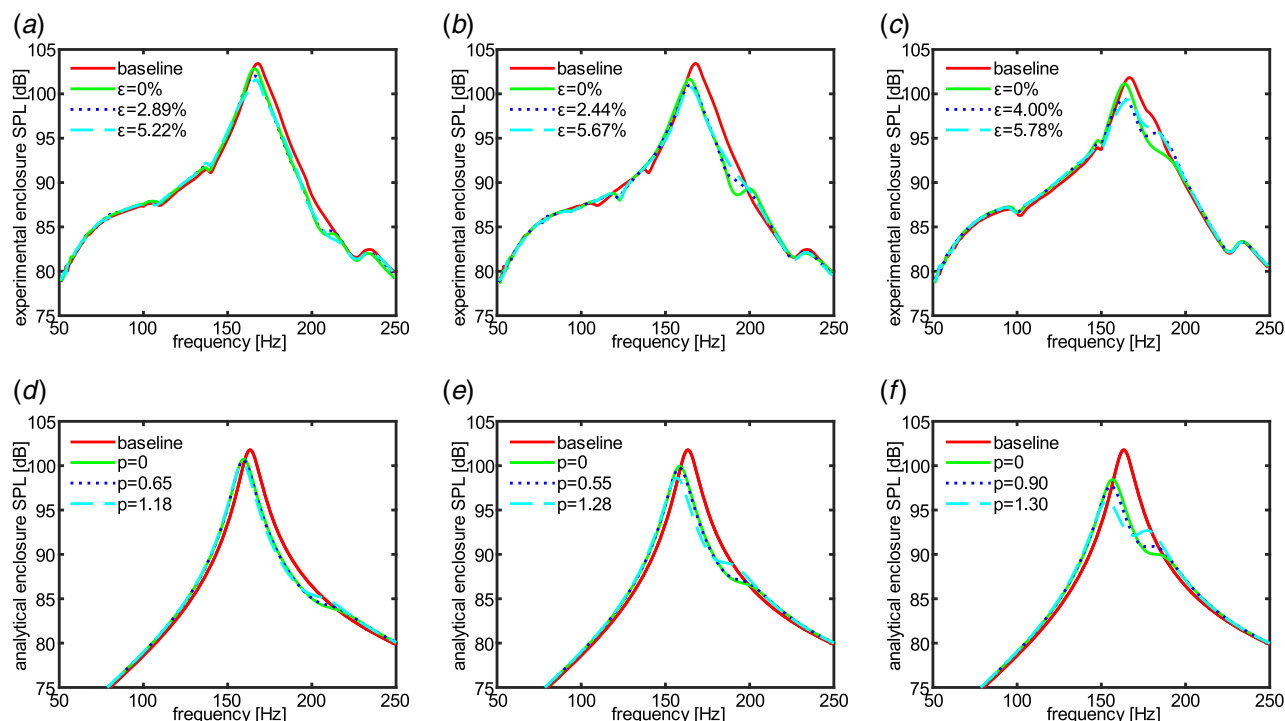 (a)
105
100
95
90
85
80
75
experimental enclosure SPL [dB]
baseline
ε=0%
ε=2.89%
ε=5.22%
50 100 150 200 250
frequency [Hz]
(b)
105
100
95
90
85
80
75
experimental enclosure SPL [dB]
baseline
ε=0%
ε=2.44%
ε=5.67%
50 100 150 200 250
frequency [Hz]
(c)
105
100
95
90
85
80
75
experimental enclosure SPL [dB]
baseline
ε=0%
ε=4.00%
ε=5.78%
50 100 150 200 250
frequency [Hz]
(d)
105
100
95
90
85
80
75
analytical enclosure SPL [dB]
baseline
p=0
p=0.65
p=1.18
50 100 150 200 250
frequency [Hz]
(e)
105
100
95
90
85
80
75
analytical enclosure SPL [dB]
baseline
p=0
p=0.55
p=1.28
50 100 150 200 250
frequency [Hz]
(f)
105
100
95
90
85
80
75
analytical enclosure SPL [dB]
baseline
p=0
p=0.90
p=1.30
50 100 150 200 250
frequency [Hz]